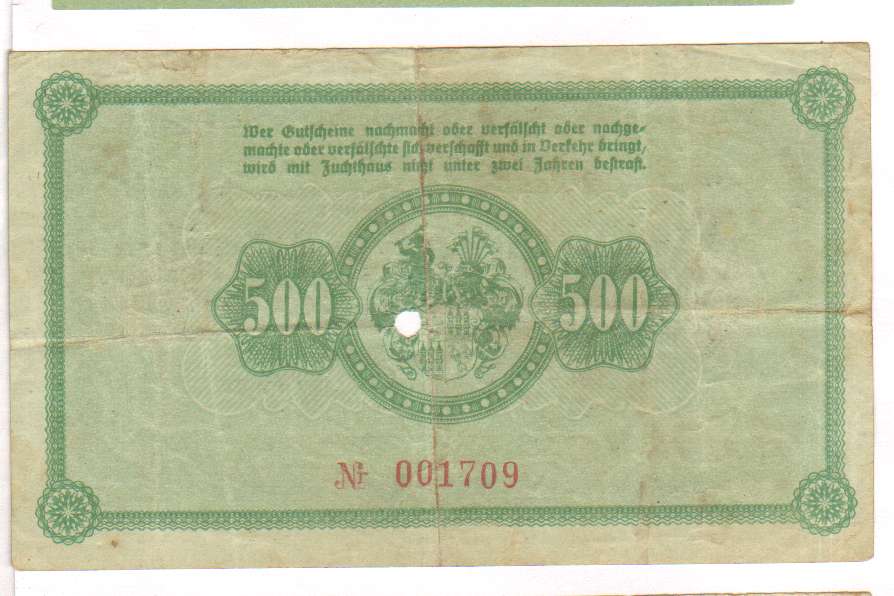 Wer Gutscheine nachmacht oder verfälscht oder nachge-
machte oder verfälschte sich verschafft und in Verkehr bringt,
wird mit Zuchthaus nicht unter zwei Jahren bestraft.
500 500
Nr 001709